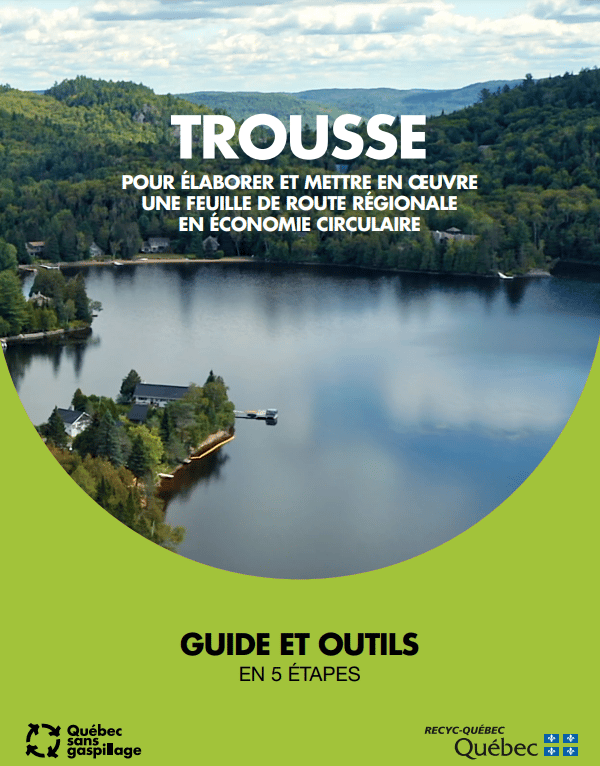 TROUSSE
POUR ÉLABORER ET METTRE EN ŒUVRE
UNE FEUILLE DE ROUTE RÉGIONALE
EN ÉCONOMIE CIRCULAIRE
GUIDE ET OUTILS
EN 5 ÉTAPES
Québec
sans
gaspillage
RECYC-QUÉBEC
Québec